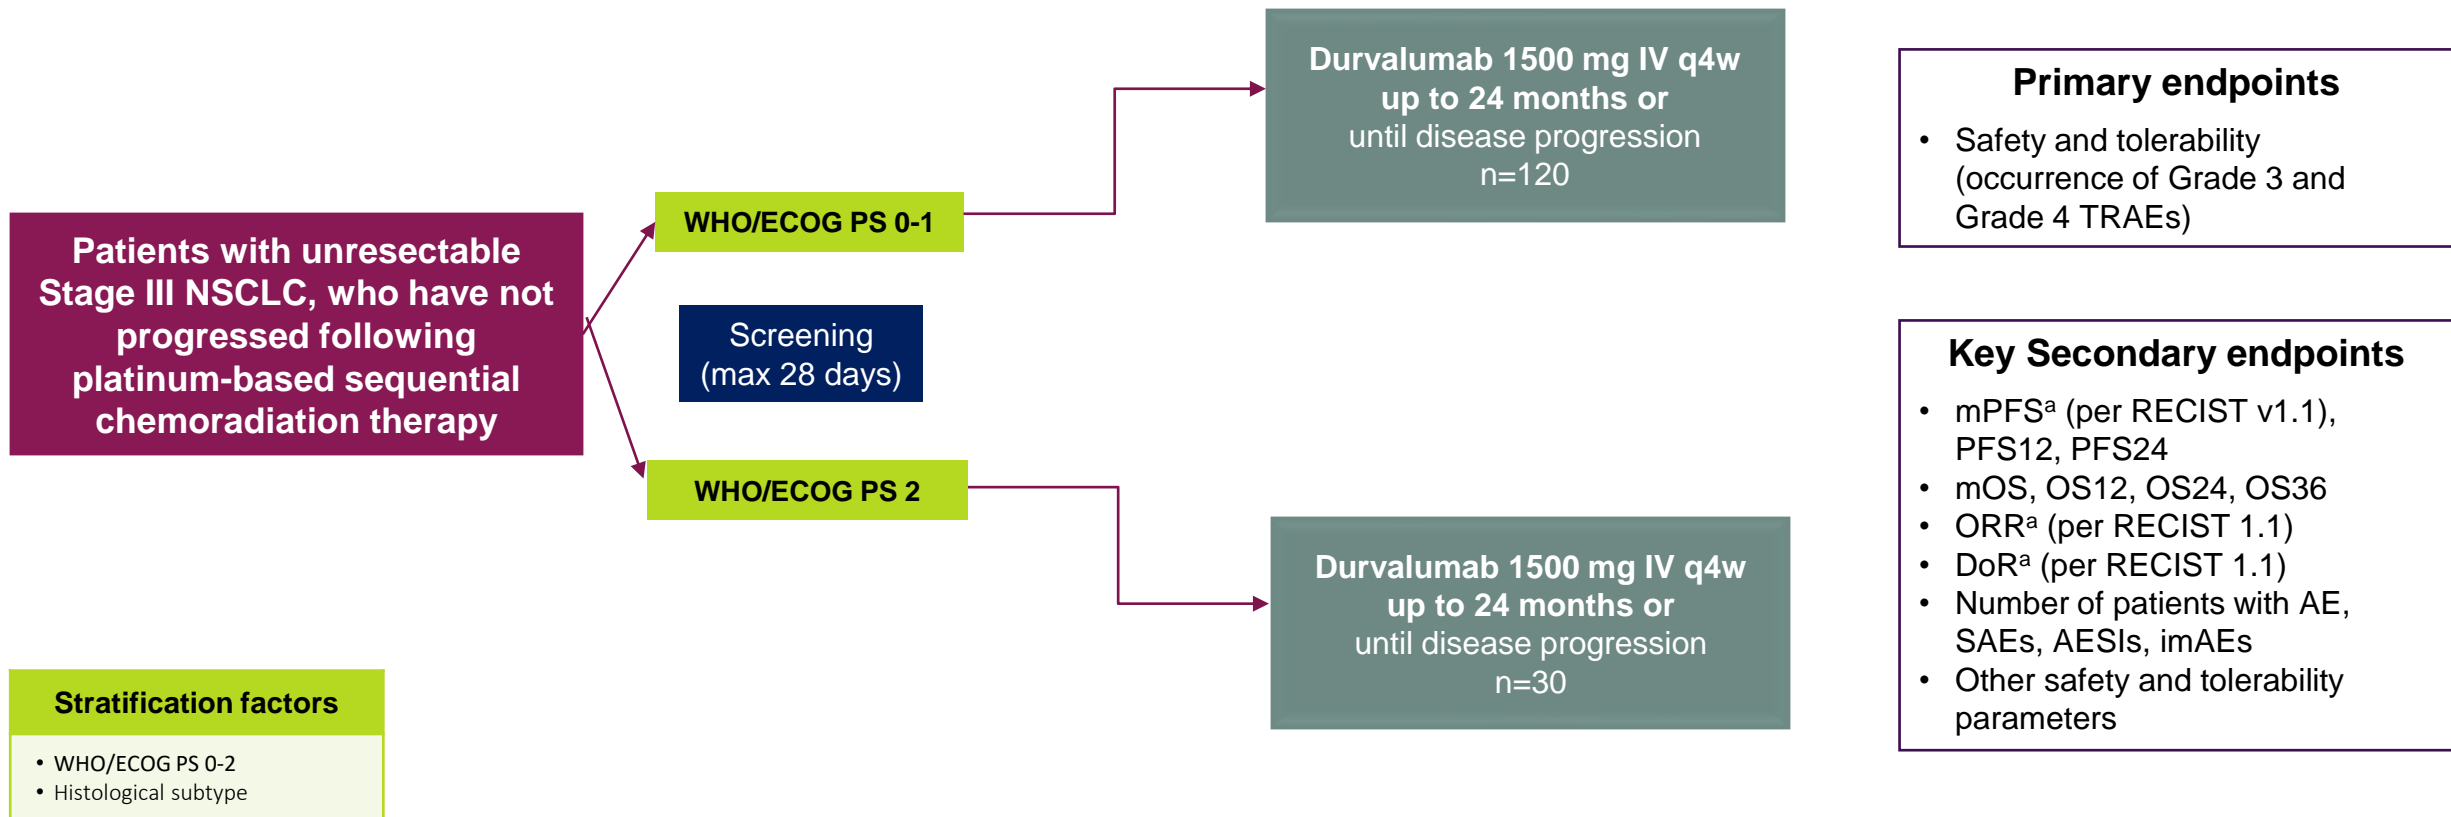 Patients with unresectable
Stage III NSCLC, who have not
progressed following
platinum-based sequential
chemoradiation therapy
WHO/ECOG PS 0-1
Screening
(max 28 days)
WHO/ECOG PS 2
Durvalumab 1500 mg IV q4w
up to 24 months or
until disease progression
n=120
Durvalumab 1500 mg IV q4w
up to 24 months or
until disease progression
n=30
Primary endpoints
• Safety and tolerability
(occurrence of Grade 3 and
Grade 4 TRAEs)
Key Secondary endpoints
• mPFSᵃ (per RECIST v1.1),
PFS12, PFS24
• mOS, OS12, OS24, OS36
• ORRᵃ (per RECIST 1.1)
• DoRᵃ (per RECIST 1.1)
• Number of patients with AE,
SAEs, AESIs, imAEs
• Other safety and tolerability
parameters
Stratification factors
• WHO/ECOG PS 0-2
• Histological subtype